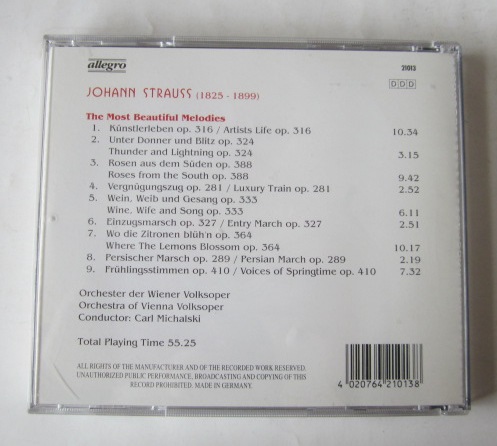 allegro
21013
DDD
JOHANN STRAUSS (1825 - 1899)
The Most Beautiful Melodies
1. Künstlerleben op. 316 / Artists Life op. 316 10.34
2. Unter Donner und Blitz op. 324
Thunder and Lightning op. 324 3.15
3. Rosen aus dem Süden op. 388
Roses from the South op. 388 9.42
4. Vergnügungszug op. 281 / Luxury Train op. 281 2.52
5. Wein, Weib und Gesang op. 333
Wine, Wife and Song op. 333 6.11
6. Einzugsmarsch op. 327 / Entry March op. 327 2.51
7. Wo die Zitronen blüh'n op. 364
Where The Lemons Blossom op. 364 10.17
8. Persischer Marsch op. 289 / Persian March op. 289 2.19
9. Frühlingsstimmen op. 410 / Voices of Springtime op. 410 7.32
Orchester der Wiener Volksoper
Orchestra of Vienna Volksoper
Conductor: Carl Michalski
Total Playing Time 55.25
ALL RIGHTS OF THE MANUFACTURER AND OF THE RECORDED WORK RESERVED.
UNAUTHORIZED PUBLIC PERFORMANCE, BROADCASTING AND COPYING OF THIS
RECORD PROHIBITED. MADE IN GERMANY.
4 020764 210138